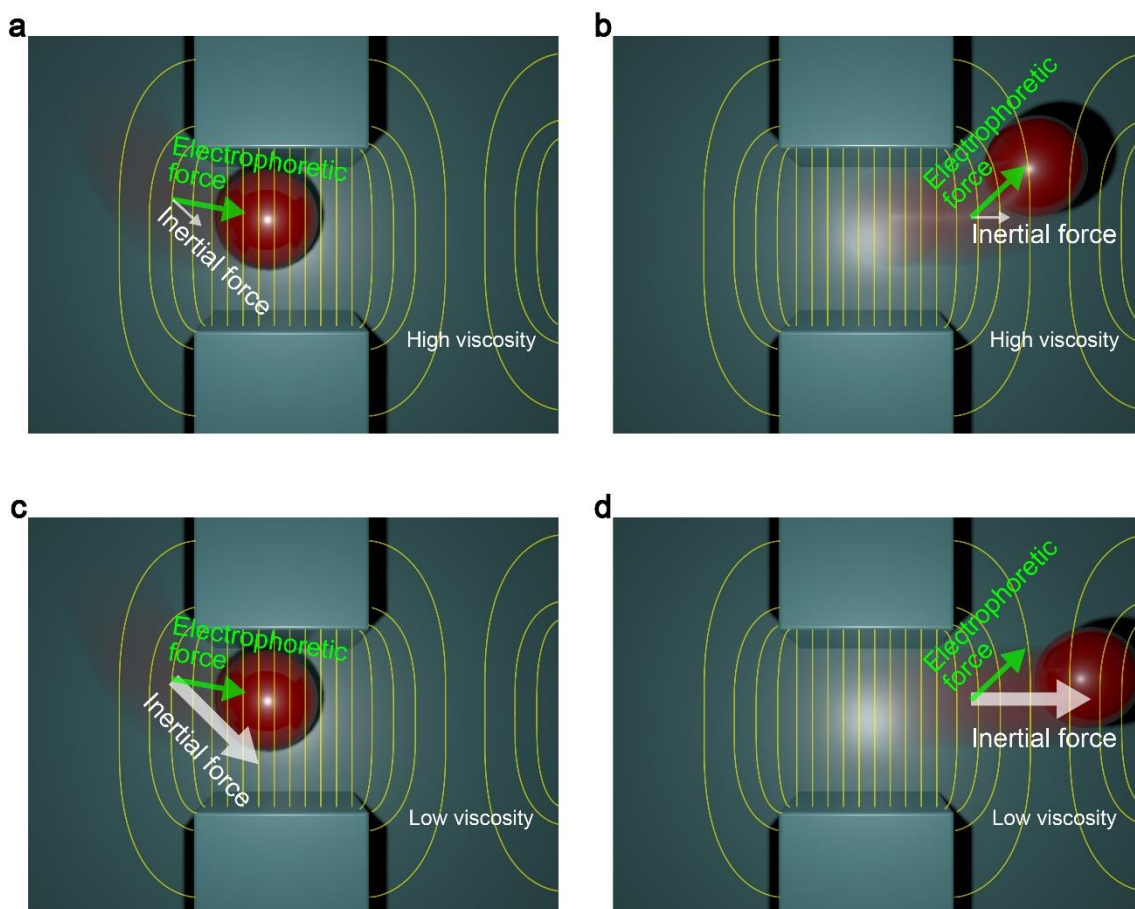 a
Electrophoretic
force
Inertial force
High viscosity
b
Electrophoretic
force
Inertial force
High viscosity
c
Electrophoretic
force
Inertial force
Low viscosity
d
Electrophoretic
force
Inertial force
Low viscosity